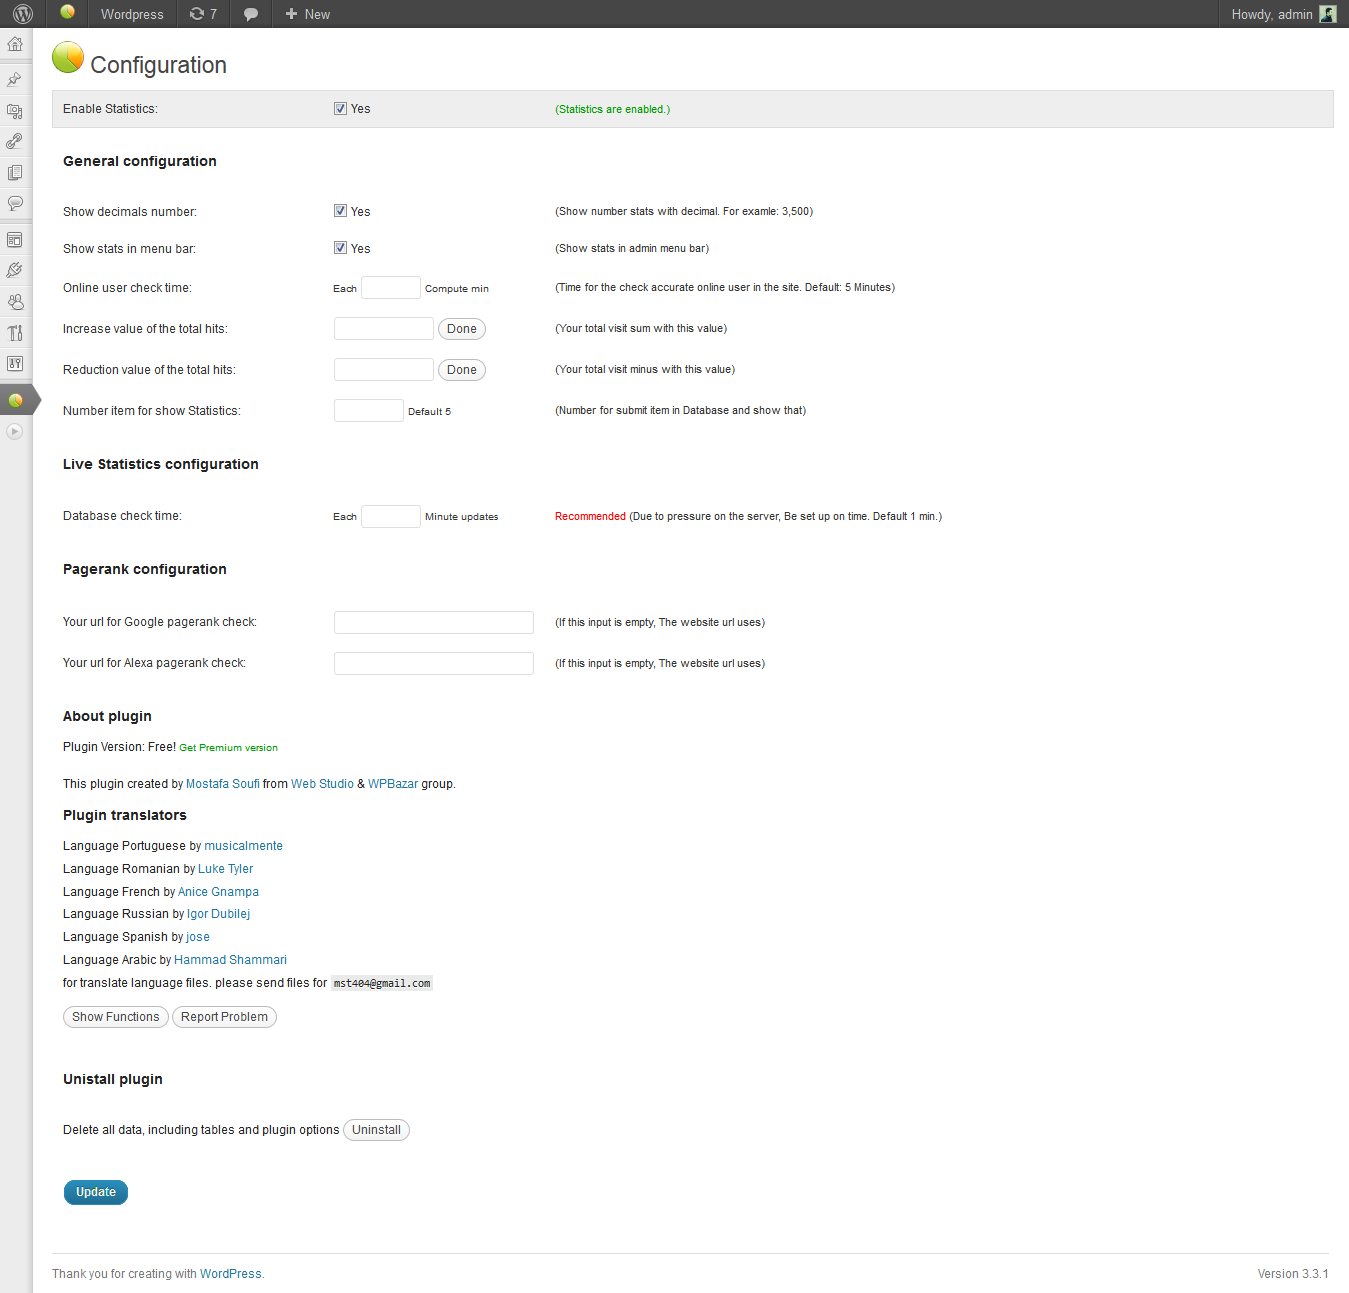 Wordpress 7 New Howdy, admin
Configuration
Enable Statistics: Yes (Statistics are enabled.)
General configuration
Show decimals number: Yes (Show number stats with decimal. For examle: 3,500)
Show stats in menu bar: Yes (Show stats in admin menu bar)
Online user check time: Each Compute min (Time for the check accurate online user in the site. Default: 5 Minutes)
Increase value of the total hits: Done (Your total visit sum with this value)
Reduction value of the total hits: Done (Your total visit minus with this value)
Number item for show Statistics: Default 5 (Number for submit item in Database and show that)
Live Statistics configuration
Database check time: Each Minute updates Recommended (Due to pressure on the server, Be set up on time. Default 1 min.)
Pagerank configuration
Your url for Google pagerank check: (If this input is empty, The website url uses)
Your url for Alexa pagerank check: (If this input is empty, The website url uses)
About plugin
Plugin Version: Free! Get Premium version
This plugin created by Mostafa Soufi from Web Studio & WPBazar group.
Plugin translators
Language Portuguese by musicalmente
Language Romanian by Luke Tyler
Language French by Anice Gnampa
Language Russian by Igor Dubilej
Language Spanish by jose
Language Arabic by Hammad Shammari
for translate language files. please send files for mst404@gmail.com
Show Functions Report Problem
Unistall plugin
Delete all data, including tables and plugin options Uninstall
Update
Thank you for creating with WordPress. Version 3.3.1